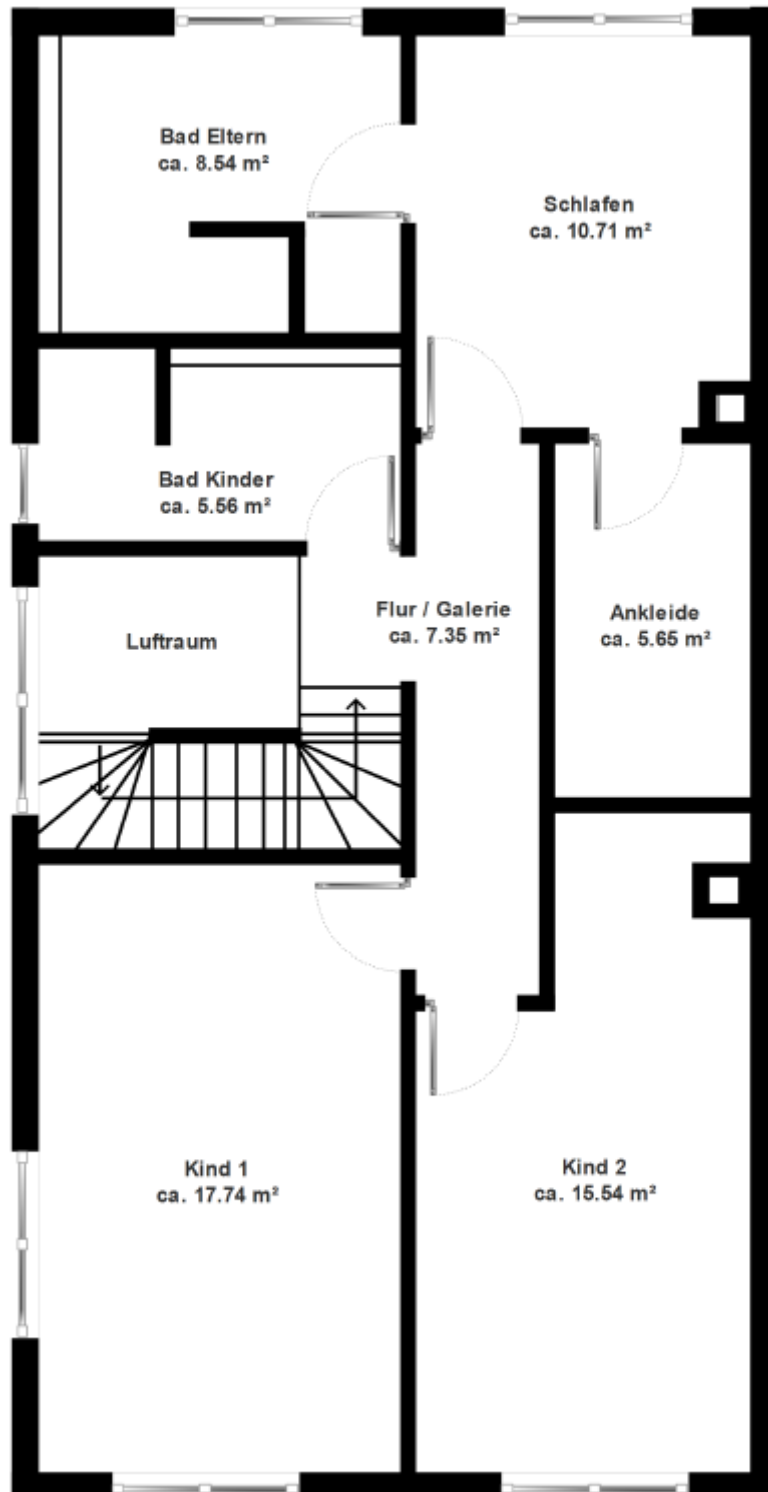 Bad Eltern
ca. 8.54 m²
Schlafen
ca. 10.71 m²
Bad Kinder
ca. 5.56 m²
Flur / Galerie
ca. 7.35 m²
Ankleide
ca. 5.65 m²
Luftraum
Kind 1
ca. 17.74 m²
Kind 2
ca. 15.54 m²